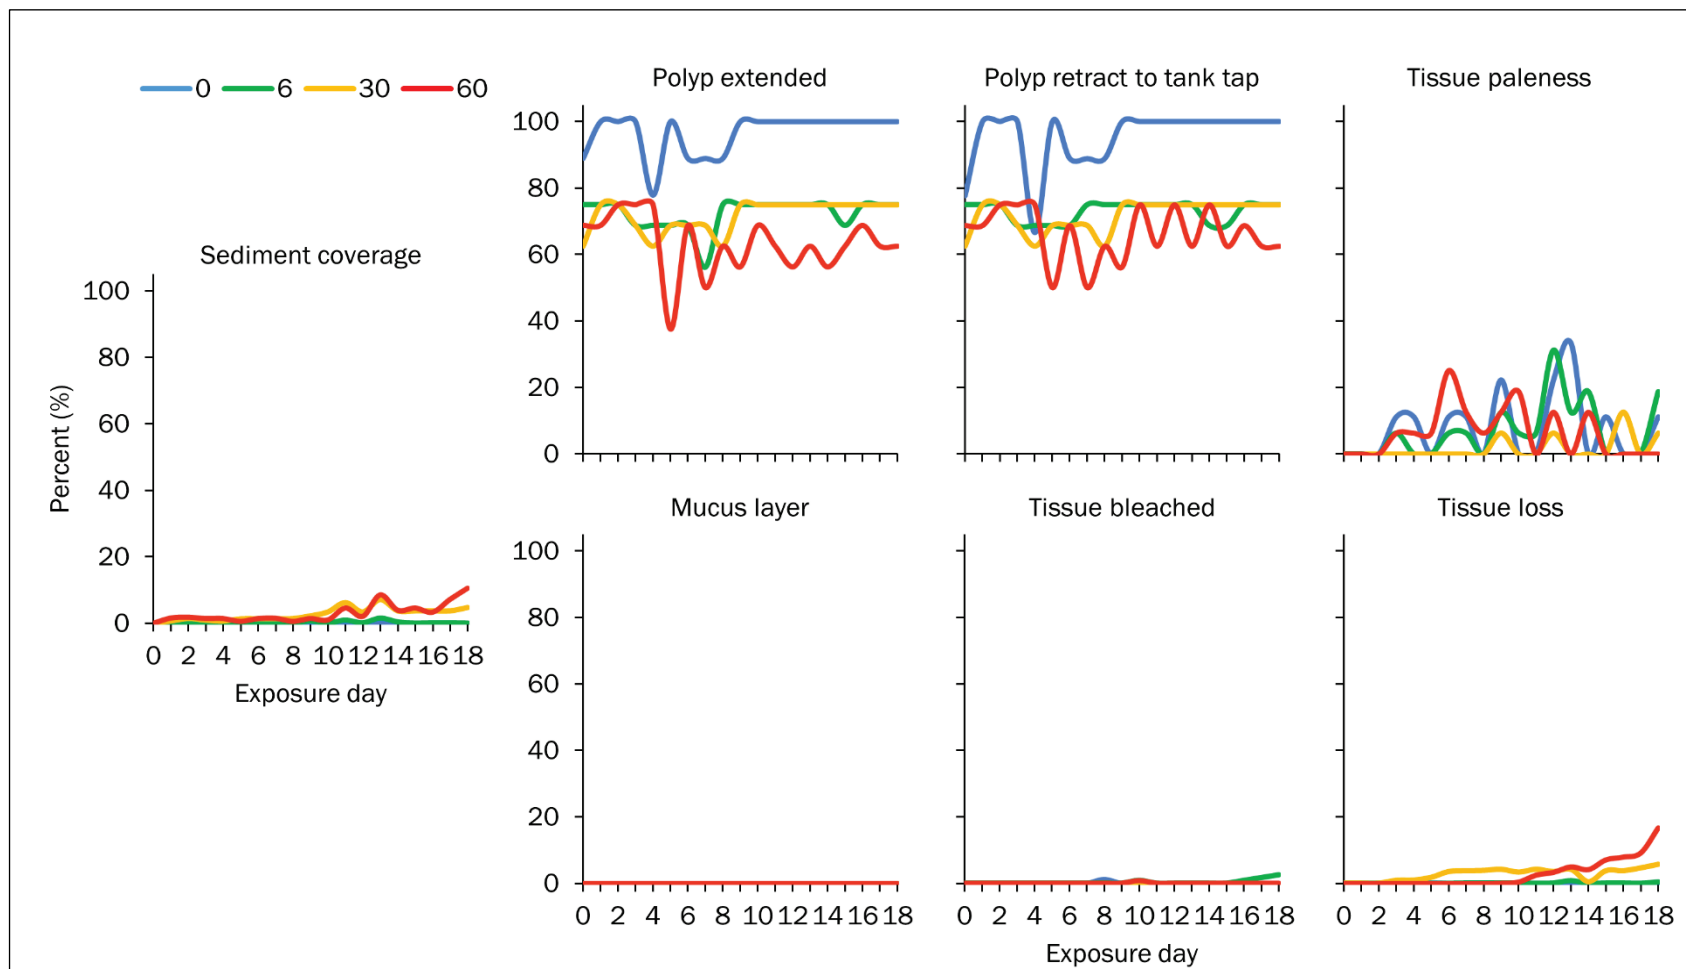 0 6 30 60
Sediment coverage
100
80
60
40
20
0
Percent (%)
0 2 4 6 8 10 12 14 16 18
Exposure day
Polyp extended
100
80
60
40
20
0
Polyp retract to tank tap
Tissue paleness
Mucus layer
100
80
60
40
20
0
0 2 4 6 8 10 12 14 16 18
Tissue bleached
0 2 4 6 8 10 12 14 16 18
Exposure day
Tissue loss
0 2 4 6 8 10 12 14 16 18